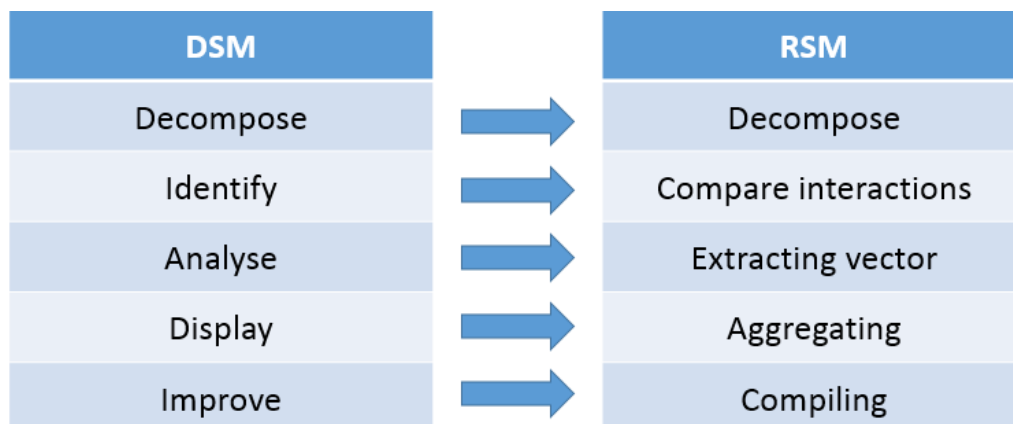 DSM RSM
Decompose Decompose
Identify Compare interactions
Analyse Extracting vector
Display Aggregating
Improve Compiling